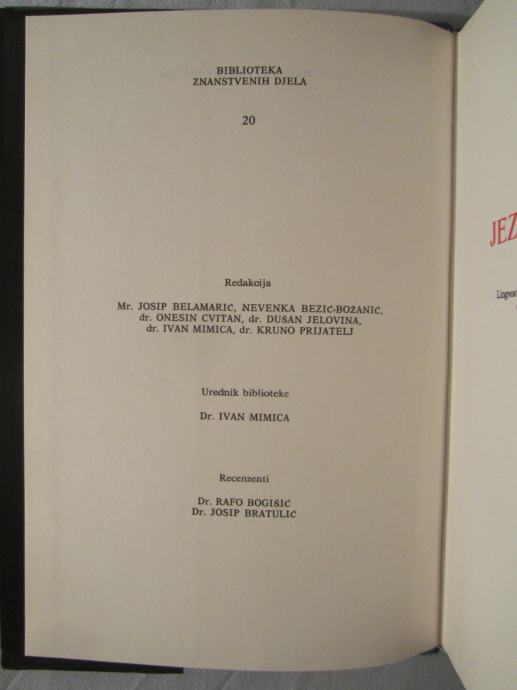 BIBLIOTEKA
ZNANSTVENIH DJELA
20
Redakcija
Mr. JOSIP BELAMARIĆ, NEVENKA BEZIĆ-BOŽANIĆ,
dr. ONESIN CVITAN, dr. DUŠAN JELOVINA,
dr. IVAN MIMICA, dr. KRUNO PRIJATELJ
Urednik biblioteke
Dr. IVAN MIMICA
Recenzenti
Dr. RAFO BOGIŠIĆ
Dr. JOSIP BRATULIĆ
JEZ